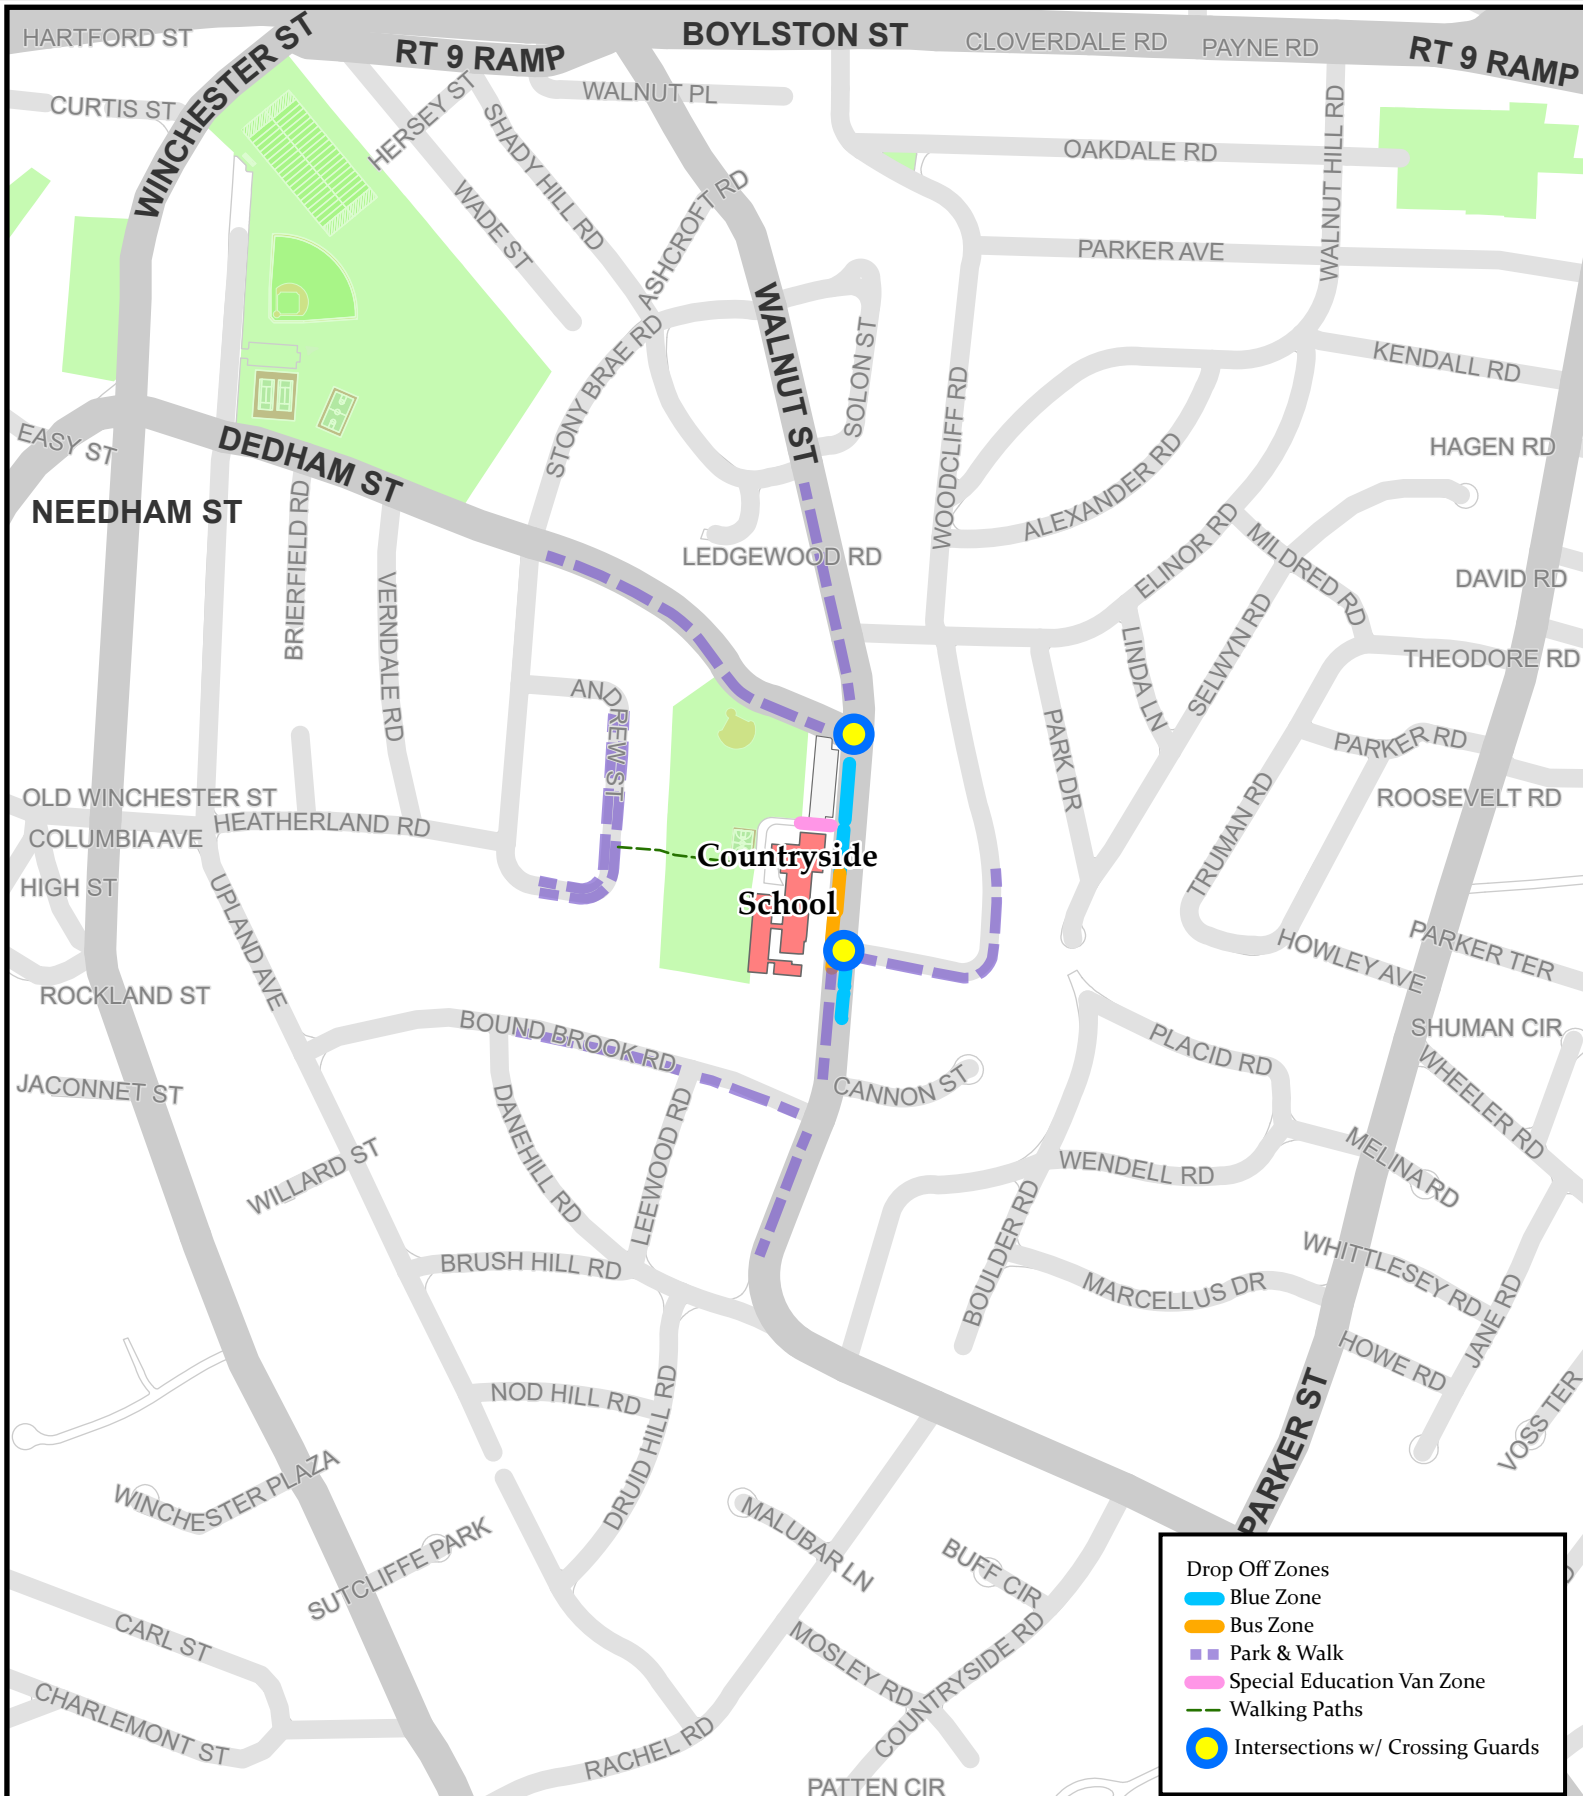 HARTFORD ST
WINCHESTER ST
RT 9 RAMP
BOYLSTON ST
CLOVERDALE RD
PAYNE RD
RT 9 RAMP
CURTIS ST
HERSEY ST
WALNUT PL
SHADY HILL RD
WADE ST
ASHCROFT RD
OAKDALE RD
WALNUT HILL RD
PARKER AVE
WALNUT ST
SOLON ST
STONY BRAE RD
WOODCLIFF RD
KENDALL RD
EASY ST
DEDHAM ST
NEEDHAM ST
ALEXANDER RD
HAGEN RD
BRIERFIELD RD
VERNDALE RD
LEDGEWOOD RD
ELINOR RD
MILDRED RD
DAVID RD
LINDA LN
SELWYN RD
THEODORE RD
ANDREW ST
PARK DR
PARKER RD
OLD WINCHESTER ST
HEATHERLAND RD
COLUMBIA AVE
ROOSEVELT RD
TRUMAN RD
Countryside
School
HIGH ST
UPLAND AVE
HOWLEY AVE
PARKER TER
ROCKLAND ST
BOUND BROOK RD
SHUMAN CIR
PLACID RD
WHEELER RD
JACONNET ST
CANNON ST
DANEHILL RD
LEEWOOD RD
WILLARD ST
WENDELL RD
MELINA RD
BOULDER RD
BRUSH HILL RD
MARCELLUS DR
WHITTLESEY RD
JANE RD
HOWE RD
NOD HILL RD
DRUID HILL RD
PARKER ST
VOSS TER
WINCHESTER PLAZA
SUTCLIFFE PARK
MALUBAR LN
BUFF CIR
CARL ST
MOSLEY RD
COUNTRYSIDE RD
CHARLEMONT ST
RACHEL RD
PATTEN CIR
Drop Off Zones
Blue Zone
Bus Zone
Park & Walk
Special Education Van Zone
Walking Paths
Intersections w/ Crossing Guards